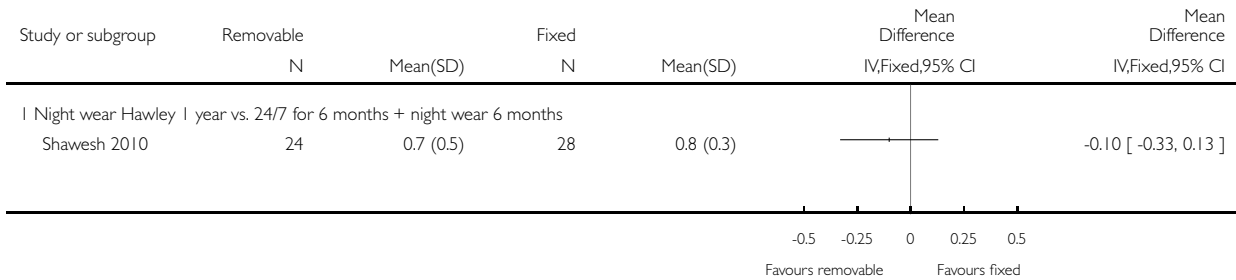 Study or subgroup Removable Fixed Mean Difference Mean Difference
N Mean(SD) N Mean(SD) IV,Fixed,95% CI IV,Fixed,95% CI
1 Night wear Hawley 1 year vs. 24/7 for 6 months + night wear 6 months
Shawesh 2010 24 0.7 (0.5) 28 0.8 (0.3) -0.10 [ -0.33, 0.13 ]
-0.5 -0.25 0 0.25 0.5
Favours removable Favours fixed